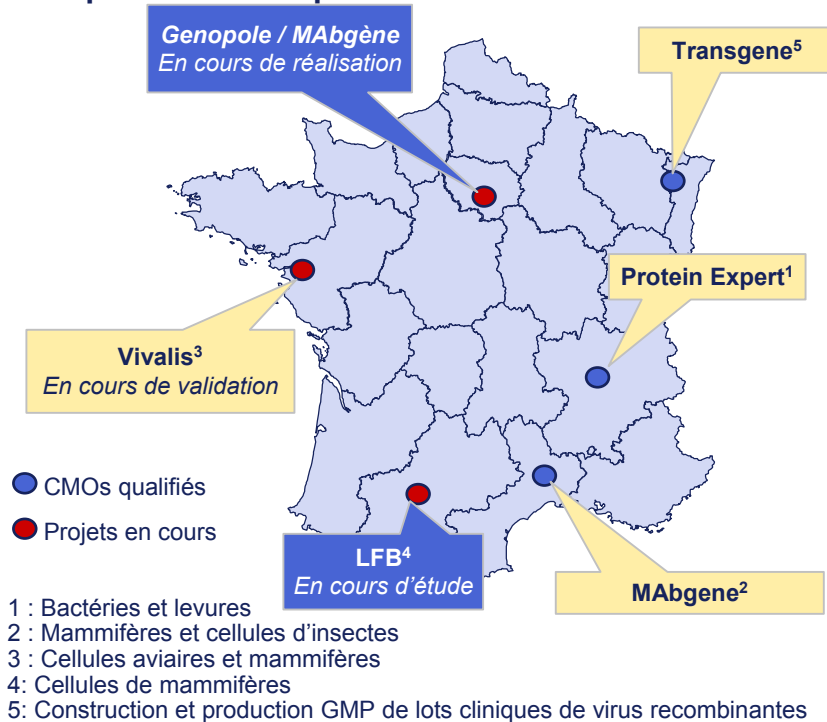 Genopole / MAbgène
En cours de réalisation
Transgene⁵
Protein Expert¹
Vivalis³
En cours de validation
CMOs qualifiés
Projets en cours
LFB⁴
En cours d’étude
MAbgene²
1 : Bactéries et levures
2 : Mammifères et cellules d’insectes
3 : Cellules aviaires et mammifères
4: Cellules de mammifères
5: Construction et production GMP de lots cliniques de virus recombinantes